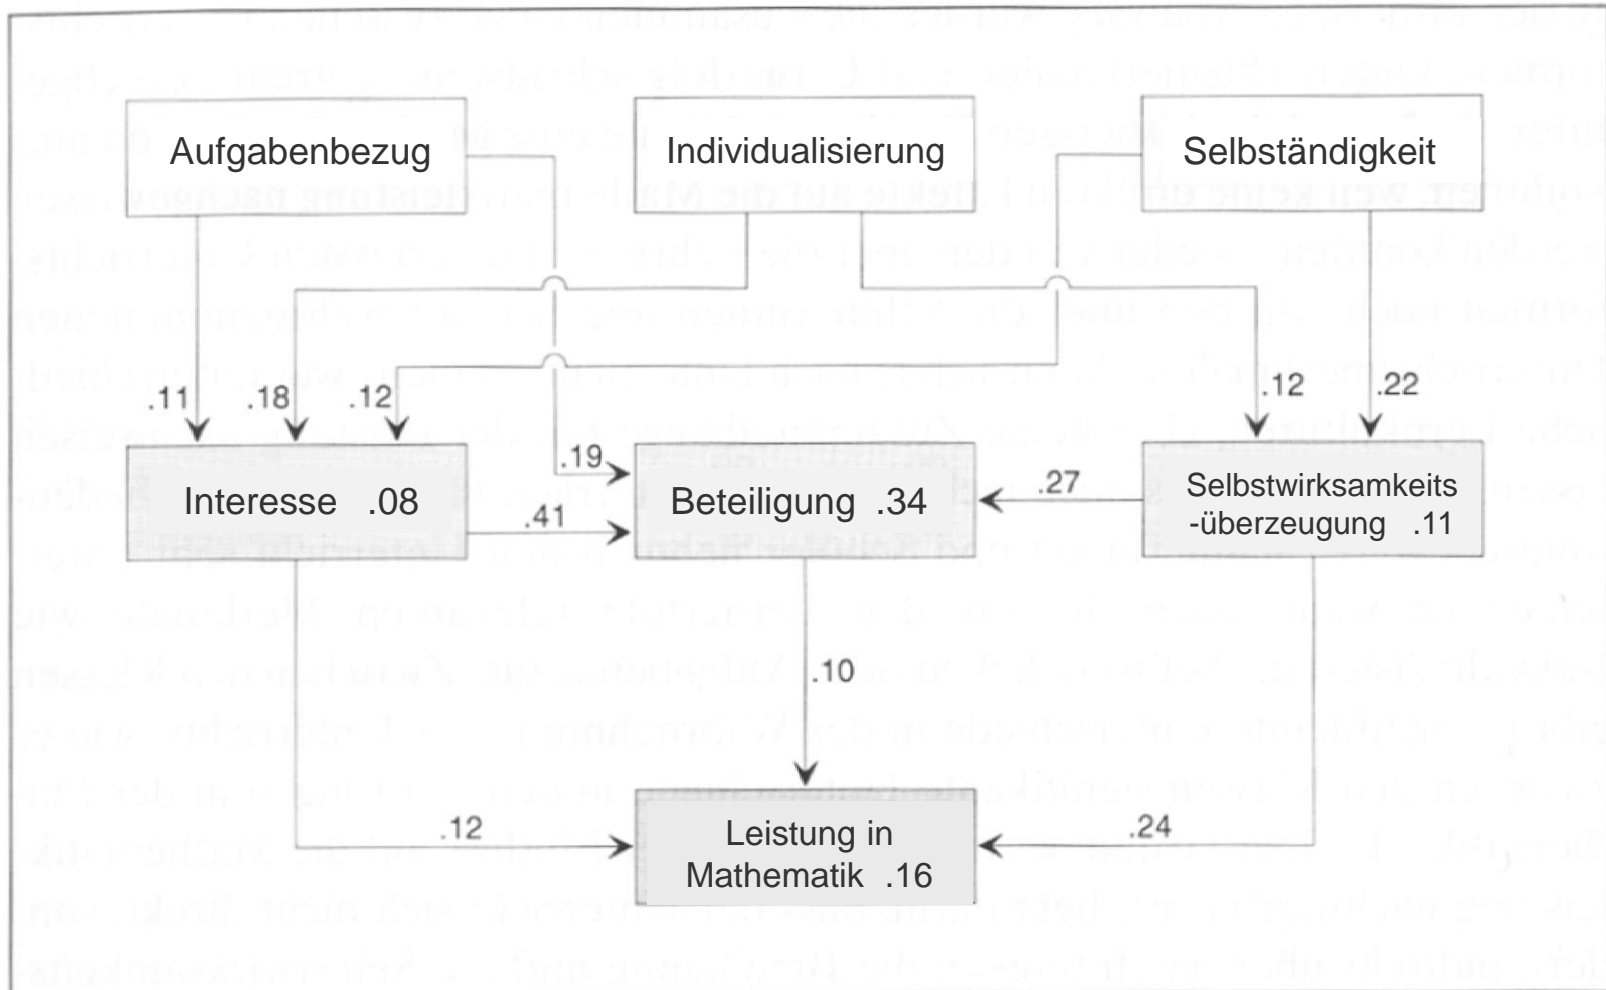 Aufgabenbezug
Individualisierung
Selbständigkeit
.11
.18
.12
.12
.22
Interesse .08
.19
.41
Beteiligung .34
.27
Selbstwirksamkeits
-überzeugung .11
.10
.12
.24
Leistung in
Mathematik .16